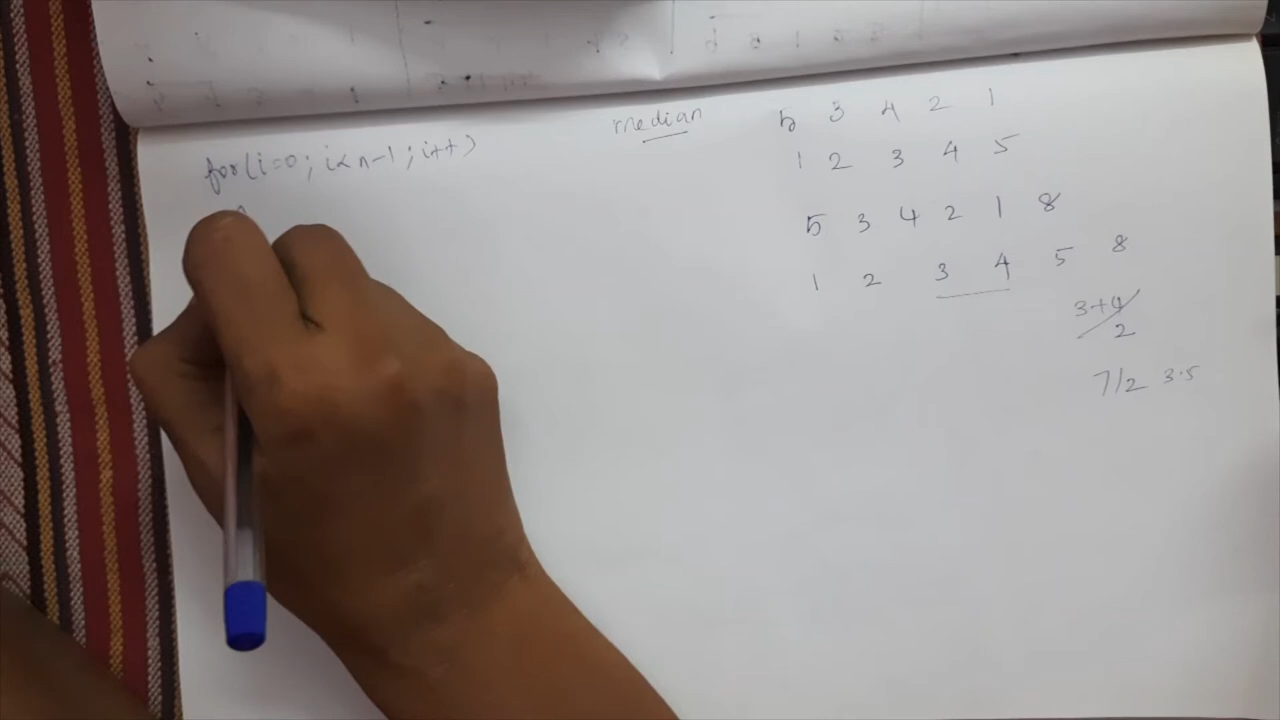 median
for(i=0; i<n-1; i++)
5 3 4 2 1
1 2 3 4 5
5 3 4 2 1 8
1 2 3 4 5 8
3+4
2
7/2 3.5